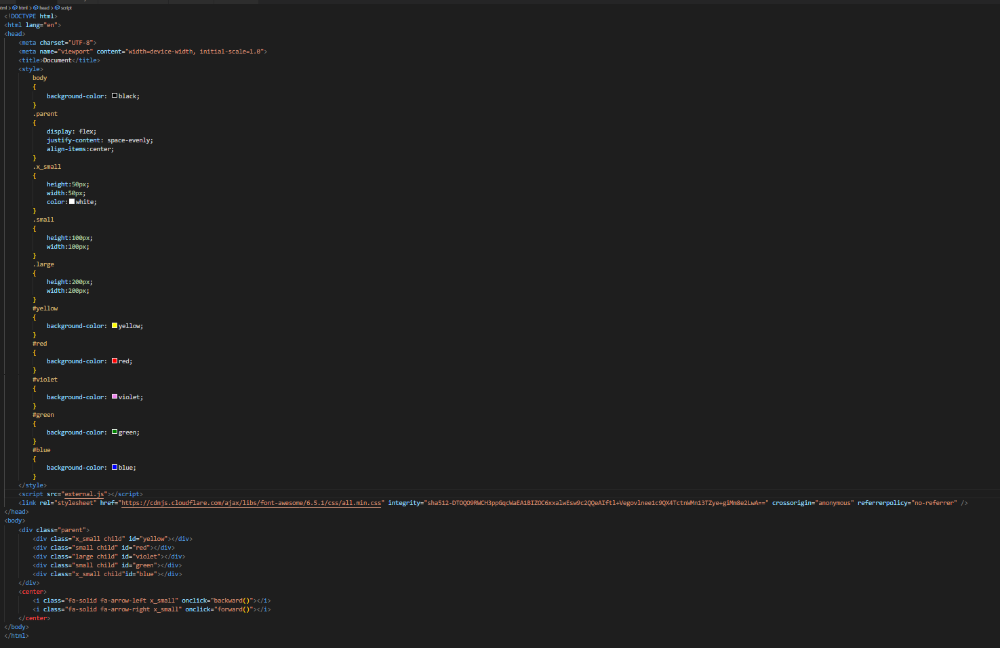 html > html > head > script
<!DOCTYPE html>
<html lang="en">
<head>
    <meta charset="UTF-8">
    <meta name="viewport" content="width=device-width, initial-scale=1.0">
    <title>Document</title>
    <style>
        body
        {
            background-color: black;
        }
        .parent
        {
            display: flex;
            justify-content: space-evenly;
            align-items:center;
        }
        .x_small
        {
            height:50px;
            width:50px;
            color:white;
        }
        .small
        {
            height:100px;
            width:100px;
        }
        .large
        {
            height:200px;
            width:200px;
        }
        #yellow
        {
            background-color: yellow;
        }
        #red
        {
            background-color: red;
        }
        #violet
        {
            background-color: violet;
        }
        #green
        {
            background-color: green;
        }
        #blue
        {
            background-color: blue;
        }
    </style>
    <script src="external.js"></script>
    <link rel="stylesheet" href="https://cdnjs.cloudflare.com/ajax/libs/font-awesome/6.5.1/css/all.min.css" integrity="sha512-DTOQO9RWCH3ppGqcWaEA1BIZOC6xxalwEsw9c2QQeAIftl+Vegovlnee1c9QX4TctnWMn13TZye+giMm8e2LwA==" crossorigin="anonymous" referrerpolicy="no-referrer" />
</head>
<body>
    <div class="parent">
        <div class="x_small child" id="yellow"></div>
        <div class="small child" id="red"></div>
        <div class="large child" id="violet"></div>
        <div class="small child" id="green"></div>
        <div class="x_small child"id="blue"></div>
    </div>
    <center>
        <i class="fa-solid fa-arrow-left x_small" onclick="backward()"></i>
        <i class="fa-solid fa-arrow-right x_small" onclick="forward()"></i>
    </center>
</body>
</html>